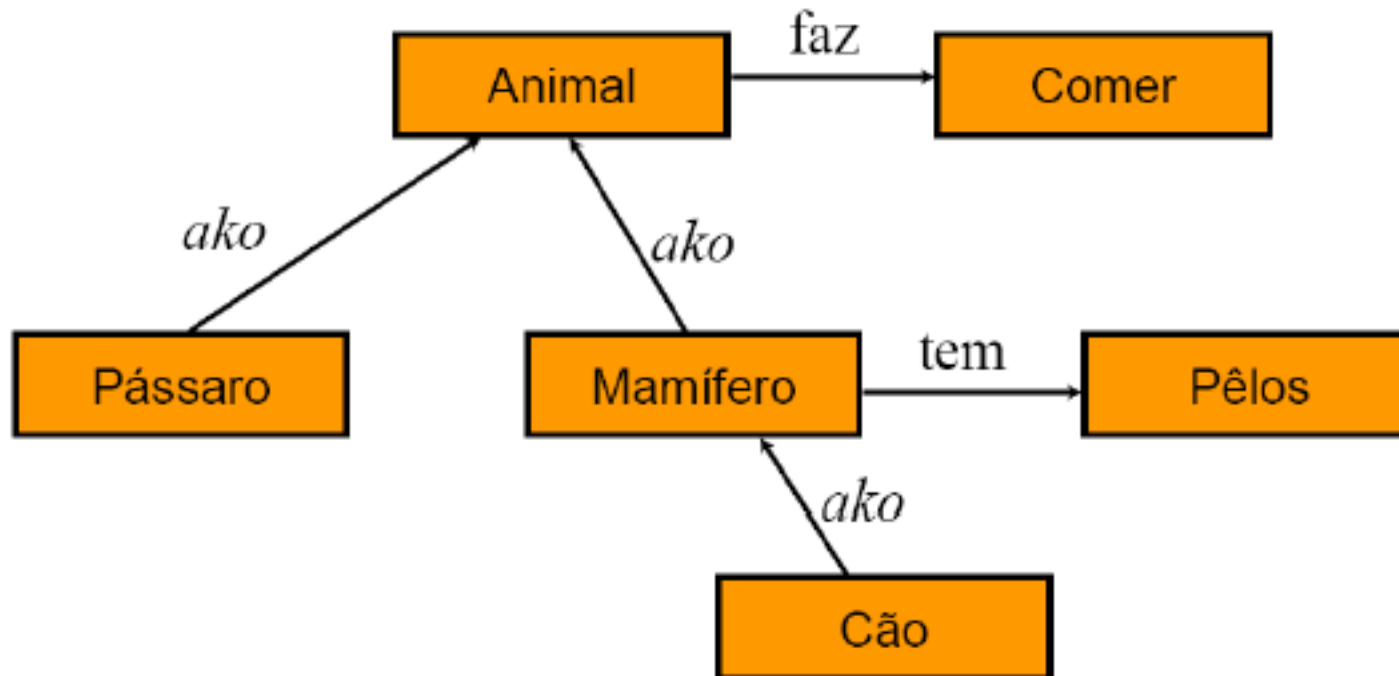 faz
Animal
Comer
ako
ako
tem
Pássaro
Mamífero
Pêlos
ako
Cão